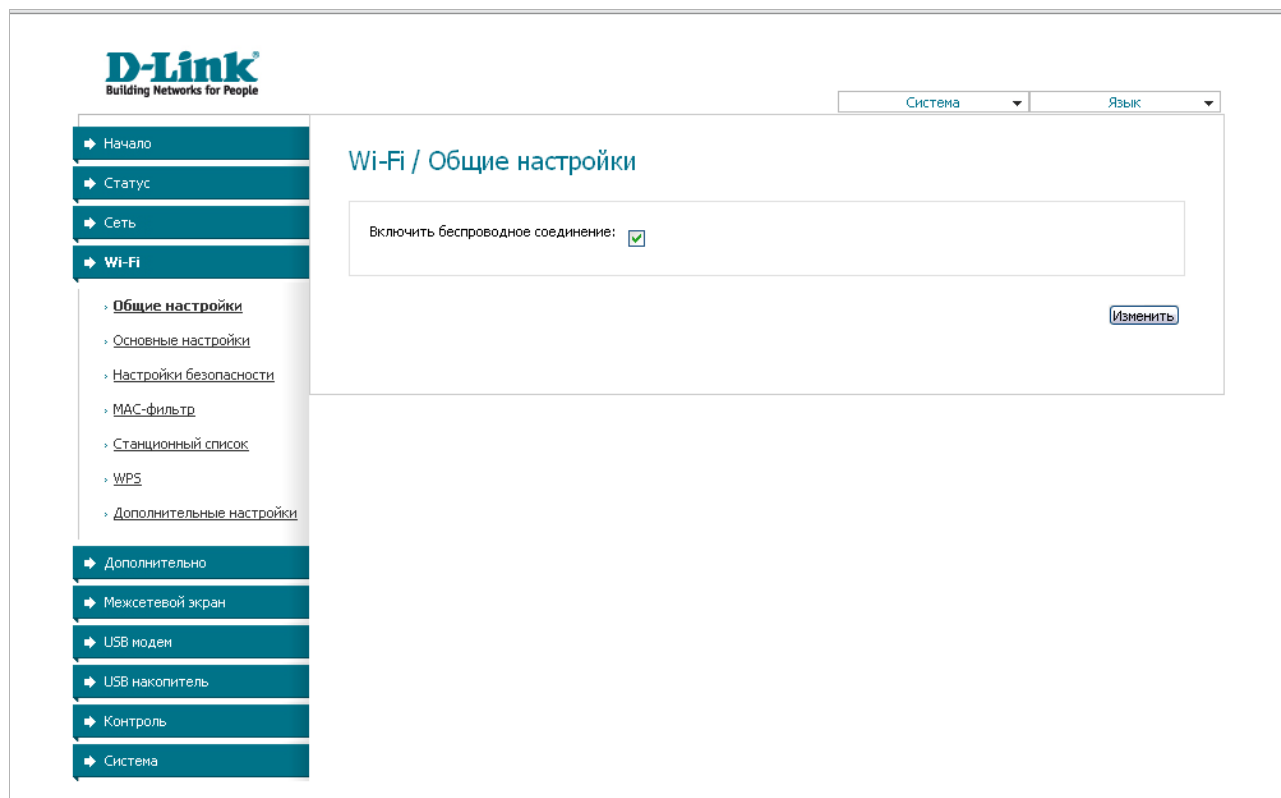 D-Link
Building Networks for People
Система
Язык
Начало
Статус
Сеть
Wi-Fi
Общие настройки
Основные настройки
Настройки безопасности
MAC-фильтр
Станционный список
WPS
Дополнительные настройки
Дополнительно
Межсетевой экран
USB модем
USB накопитель
Контроль
Система
Wi-Fi / Общие настройки
Включить беспроводное соединение:
Изменить